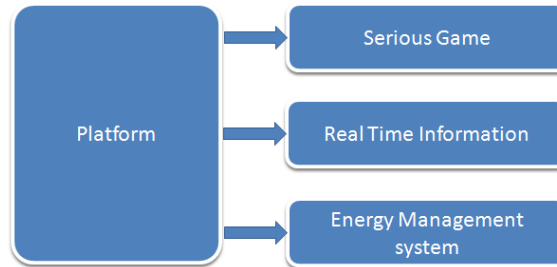 Serious Game
Platform
Real Time Information
Energy Management
system